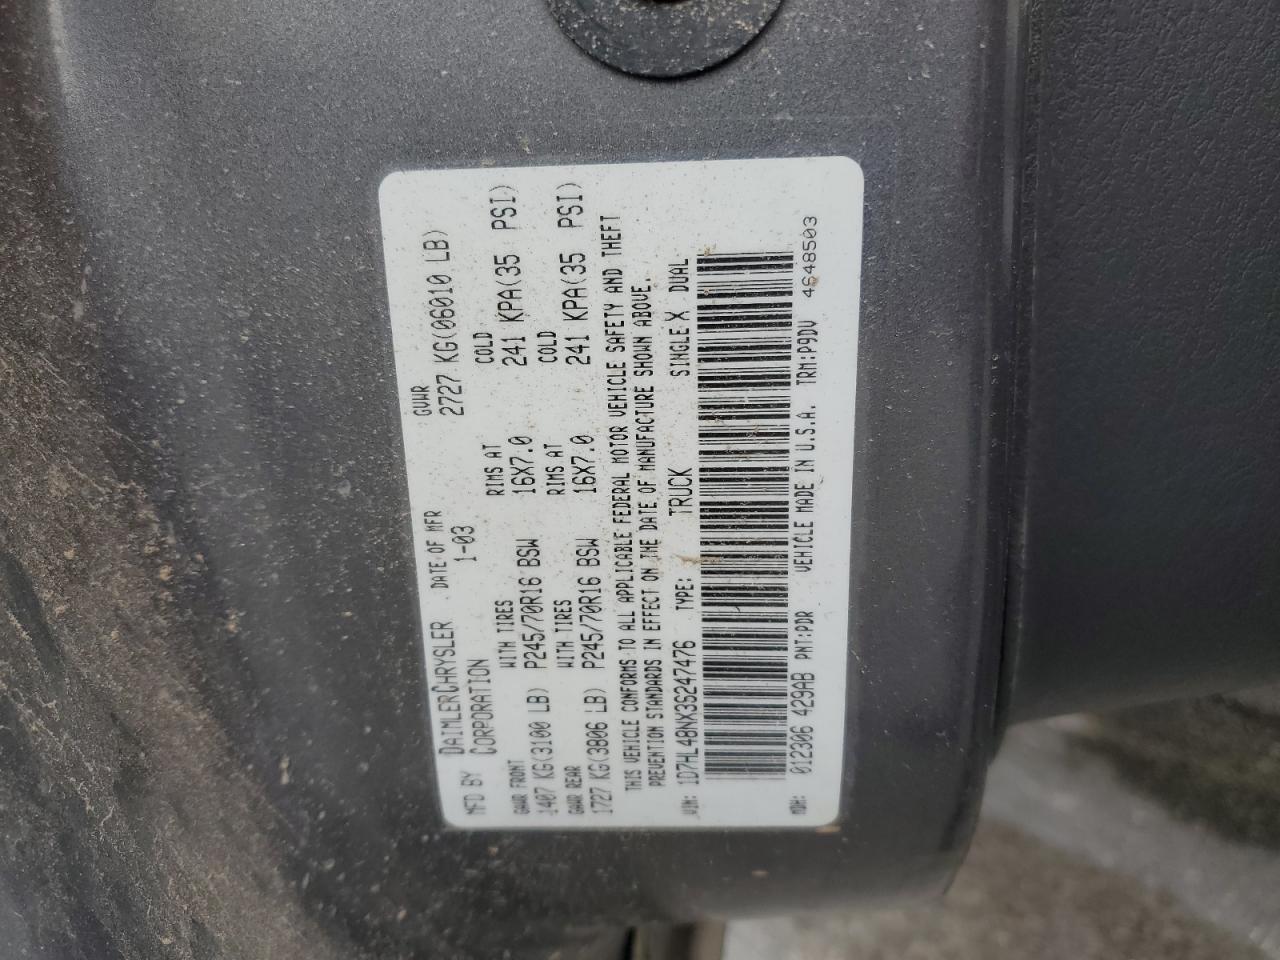 MFD BY DAIMLERCHRYSLER CORPORATION DATE OF MFR 1-03 GVWR 2727 KG(06010 LB)
GAWR FRONT WITH TIRES RIMS AT COLD
1407 KG(3100 LB) P245/70R16 BSW 16X7.0 241 KPA(35 PSI)
GAWR REAR WITH TIRES RIMS AT COLD
1727 KG(3806 LB) P245/70R16 BSW 16X7.0 241 KPA(35 PSI)
THIS VEHICLE CONFORMS TO ALL APPLICABLE FEDERAL MOTOR VEHICLE SAFETY AND THEFT
PREVENTION STANDARDS IN EFFECT ON THE DATE OF MANUFACTURE SHOWN ABOVE.
VIN: 1D7HL48NX3S247476 TYPE: TRUCK SINGLE X DUAL
MDH: 012306 429AB PNT:PDR VEHICLE MADE IN U.S.A. TRM:P9DV 4648503